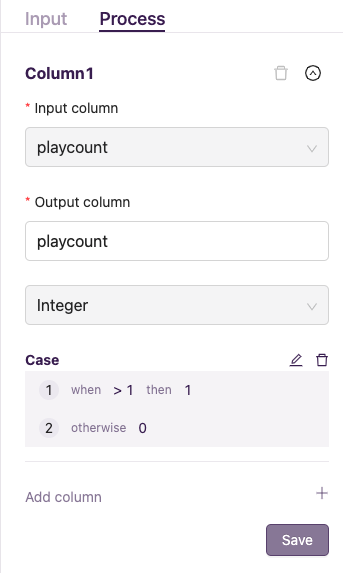 Input Process
Column1
* Input column
playcount
* Output column
playcount
Integer
Case
1 when > 1 then 1
2 otherwise 0
Add column
Save